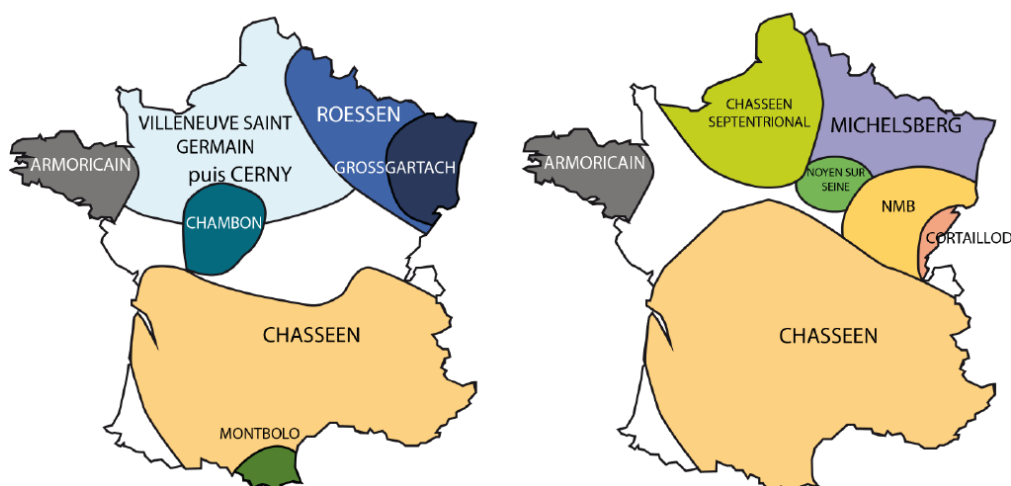 VILLENEUVE SAINT
GERMAIN
puis CERNY
ROESSEN
GROSSGARTACH
ARMORICAIN
CHAMBON
CHASSEEN
MONTBOLO
CHASSEEN
SEPTENTRIONAL
MICHELSBERG
ARMORICAIN
NOYEN SUR
SEINE
NMB
CORTAILLOD
CHASSEEN